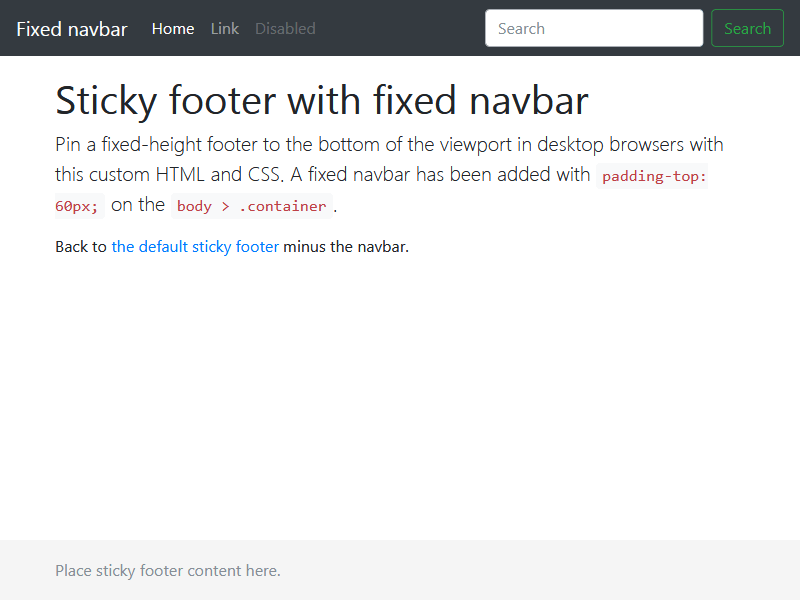 Fixed navbar Home Link Disabled Search Search
Sticky footer with fixed navbar
Pin a fixed-height footer to the bottom of the viewport in desktop browsers with
this custom HTML and CSS. A fixed navbar has been added with padding-top:
60px; on the body > .container .
Back to the default sticky footer minus the navbar.
Place sticky footer content here.